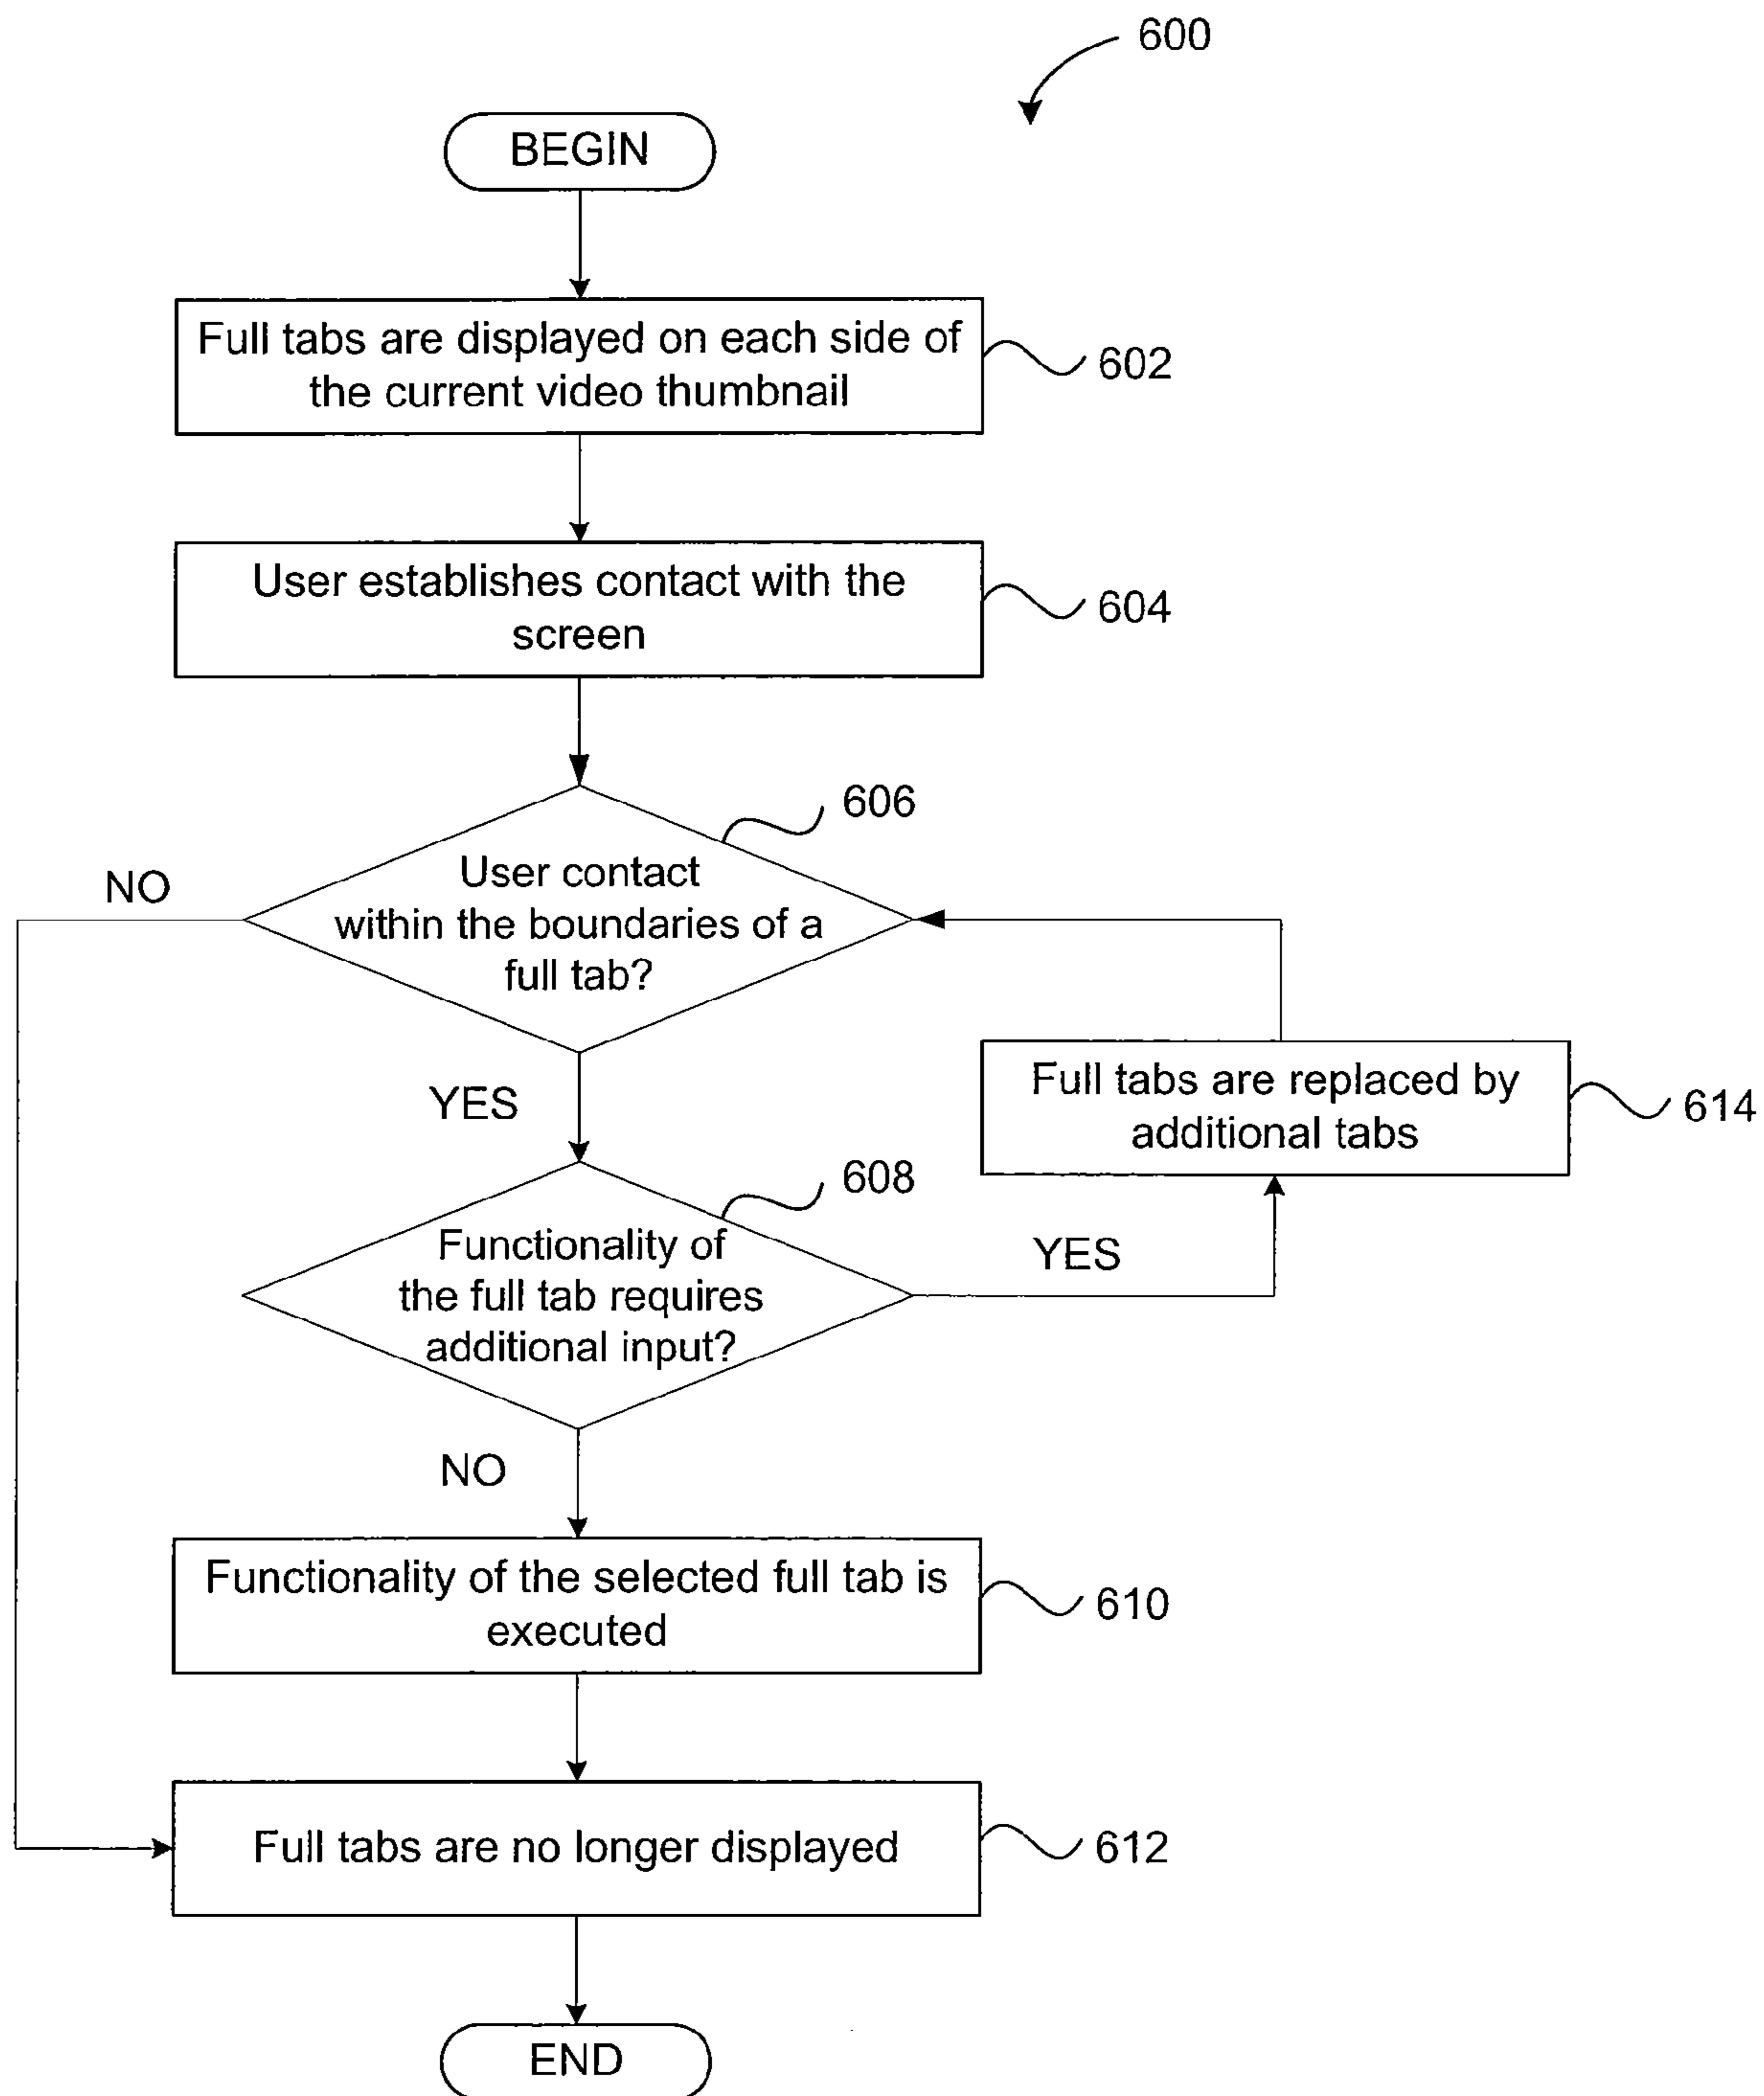 600
BEGIN
Full tabs are displayed on each side of
the current video thumbnail
602
User establishes contact with the
screen
604
606
User contact
within the boundaries of a
full tab?
NO
YES
Full tabs are replaced by
additional tabs
614
608
Functionality of
the full tab requires
additional input?
YES
NO
Functionality of the selected full tab is
executed
610
Full tabs are no longer displayed
612
END